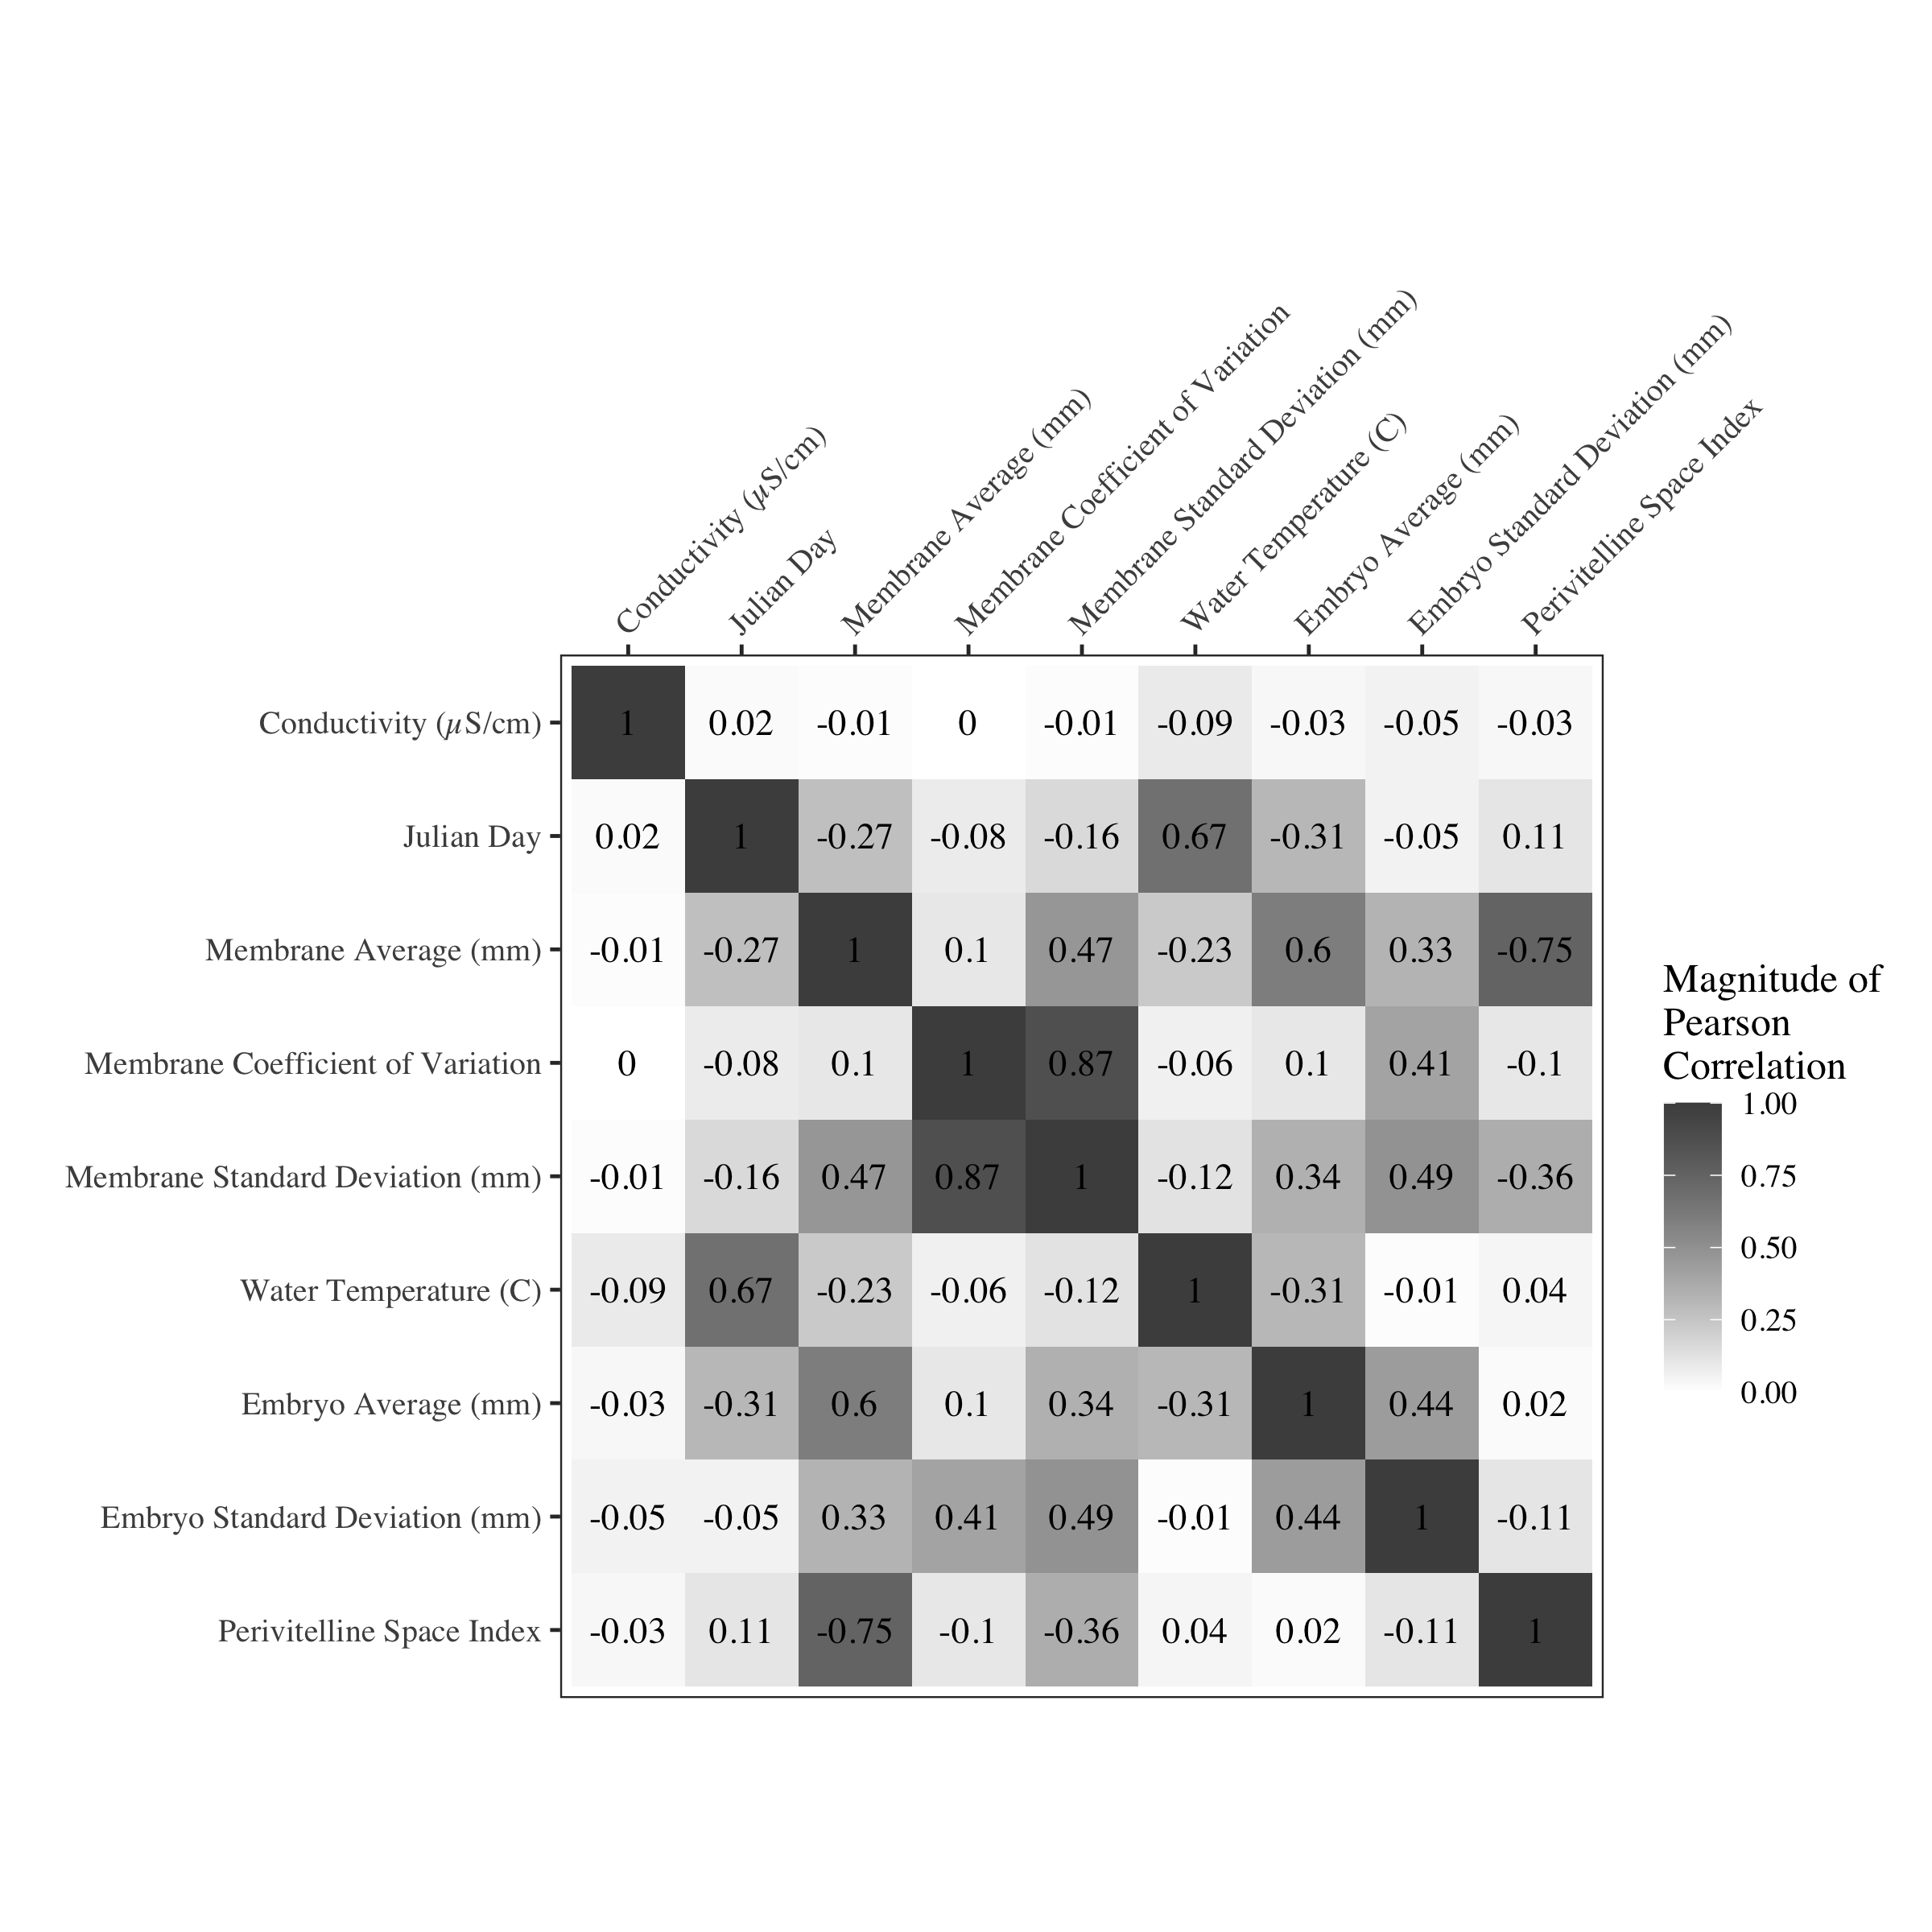 Conductivity (µS/cm)
Julian Day
Membrane Average (mm)
Membrane Coefficient of Variation
Membrane Standard Deviation (mm)
Water Temperature (C)
Embryo Average (mm)
Embryo Standard Deviation (mm)
Perivitelline Space Index
Conductivity (µS/cm) 1 0.02 -0.01 0 -0.01 -0.09 -0.03 -0.05 -0.03
Julian Day 0.02 1 -0.27 -0.08 -0.16 0.67 -0.31 -0.05 0.11
Membrane Average (mm) -0.01 -0.27 1 0.1 0.47 -0.23 0.6 0.33 -0.75
Membrane Coefficient of Variation 0 -0.08 0.1 1 0.87 -0.06 0.1 0.41 -0.1
Membrane Standard Deviation (mm) -0.01 -0.16 0.47 0.87 1 -0.12 0.34 0.49 -0.36
Water Temperature (C) -0.09 0.67 -0.23 -0.06 -0.12 1 -0.31 -0.01 0.04
Embryo Average (mm) -0.03 -0.31 0.6 0.1 0.34 -0.31 1 0.44 0.02
Embryo Standard Deviation (mm) -0.05 -0.05 0.33 0.41 0.49 -0.01 0.44 1 -0.11
Perivitelline Space Index -0.03 0.11 -0.75 -0.1 -0.36 0.04 0.02 -0.11 1
Magnitude of
Pearson
Correlation
1.00
0.75
0.50
0.25
0.00